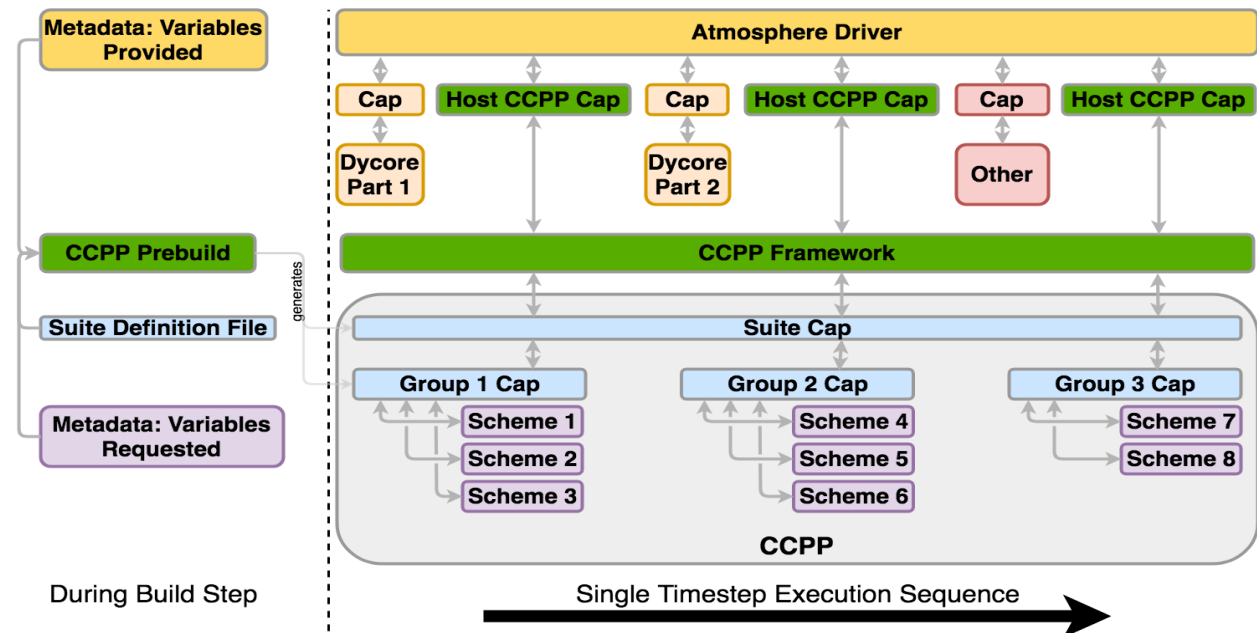 Metadata: Variables
Provided
CCPP Prebuild
generates
Suite Definition File
Metadata: Variables
Requested
During Build Step
Atmosphere Driver
Cap
Host CCPP Cap
Cap
Host CCPP Cap
Cap
Host CCPP Cap
Dycore
Part 1
Dycore
Part 2
Other
CCPP Framework
Suite Cap
Group 1 Cap
Group 2 Cap
Group 3 Cap
Scheme 1
Scheme 4
Scheme 7
Scheme 2
Scheme 5
Scheme 8
Scheme 3
Scheme 6
CCPP
Single Timestep Execution Sequence